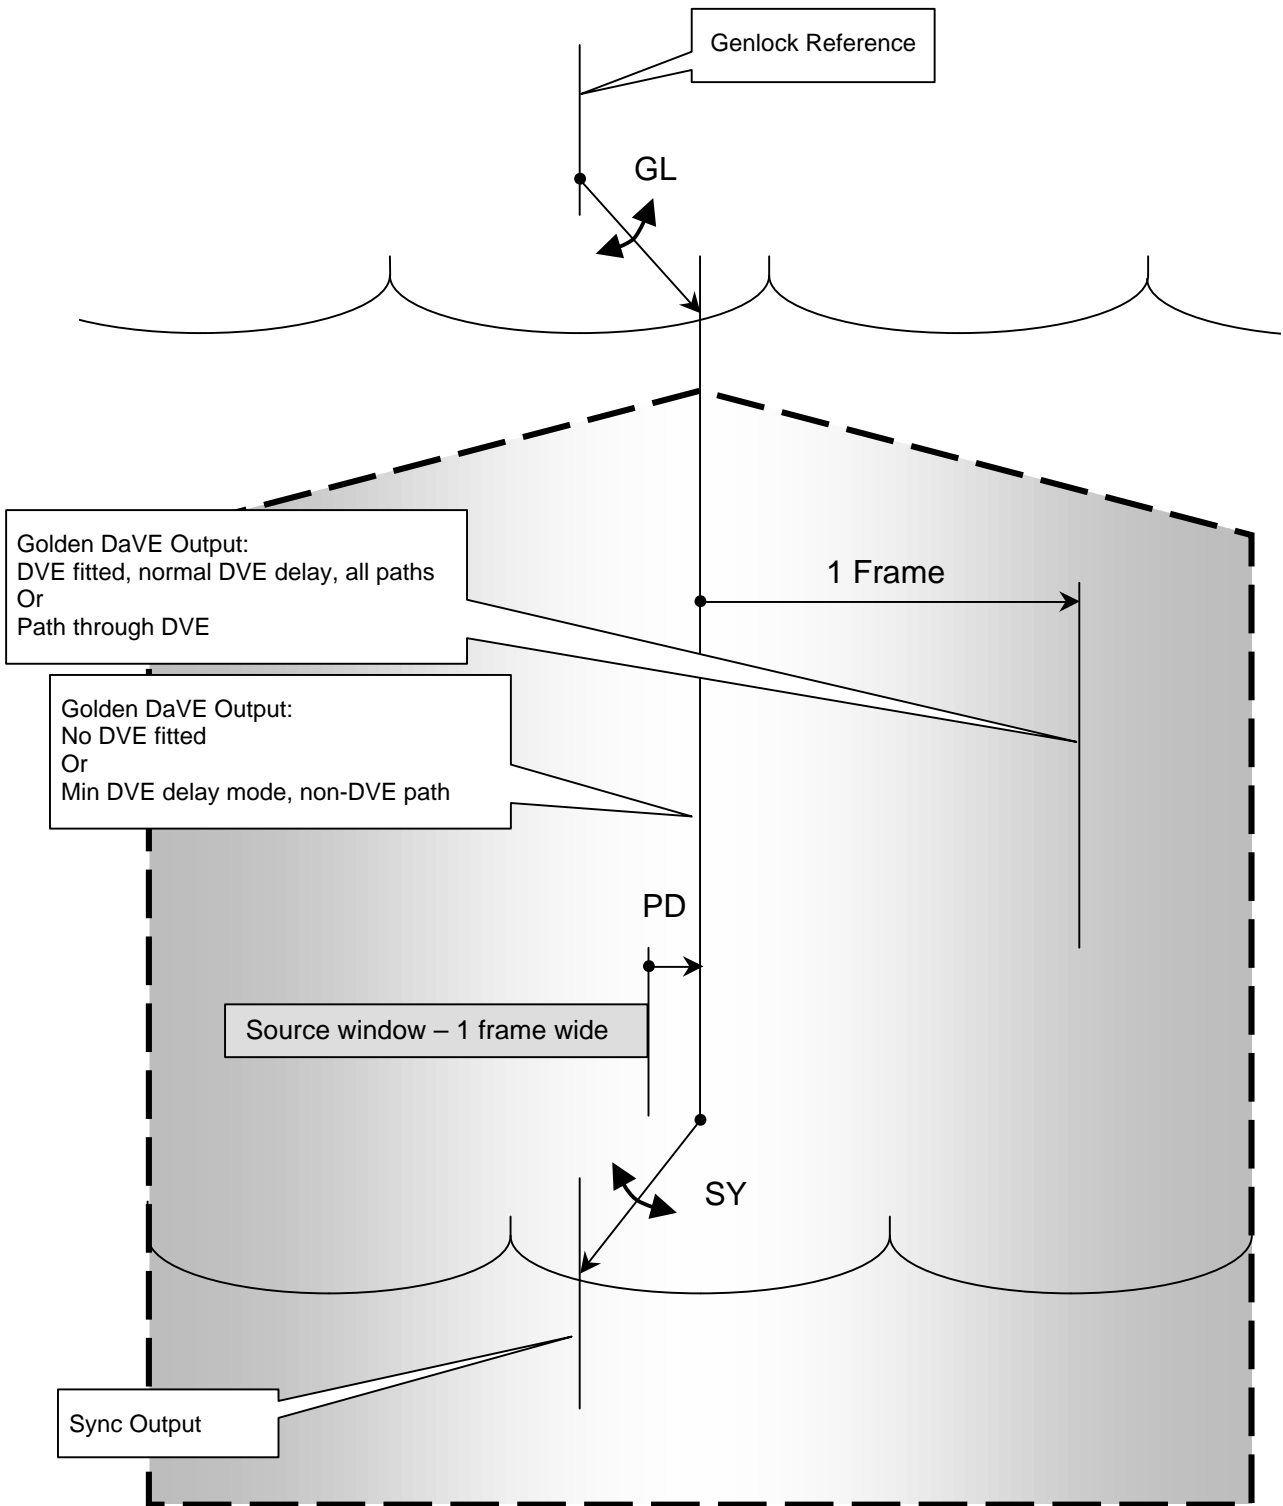 Genlock Reference
GL
Golden DaVE Output:
DVE fitted, normal DVE delay, all paths
Or
Path through DVE
1 Frame
Golden DaVE Output:
No DVE fitted
Or
Min DVE delay mode, non-DVE path
PD
Source window – 1 frame wide
SY
Sync Output